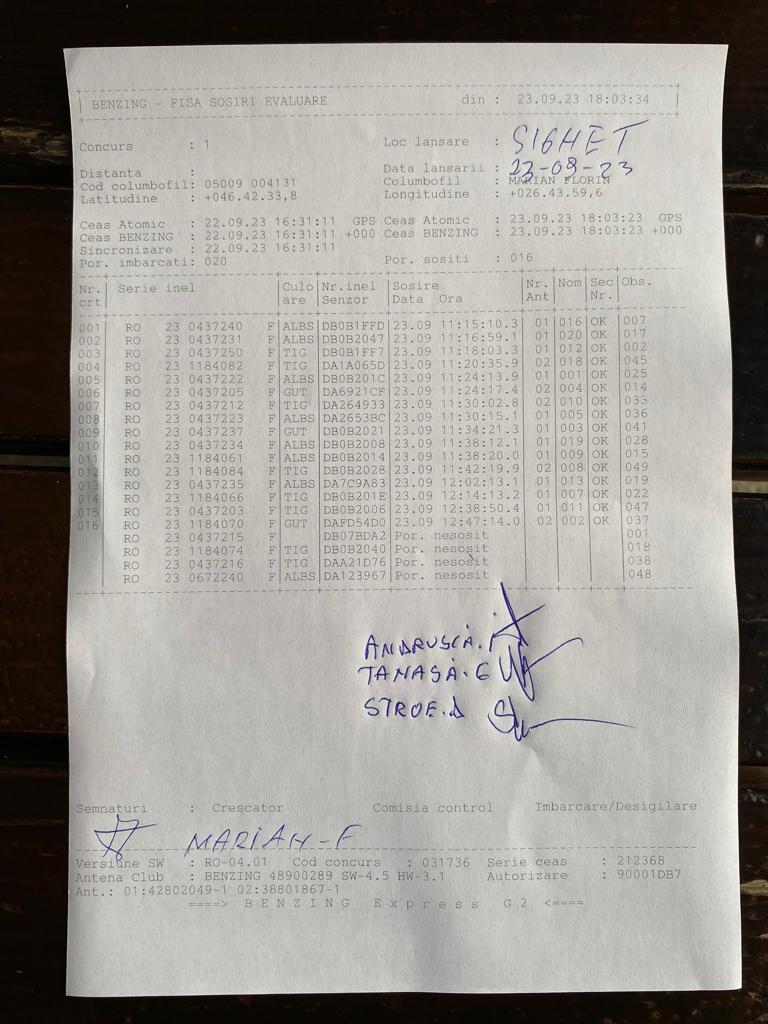 BENZING - FISA SOSIRI EVALUARE din : 23.09.23 18:03:34
Concurs : 1 Loc lansare : SIGHET
Distanta : Data lansarii : 23-09-23
Cod columbofil: 05009 004131 Columbofil : MARIAN FLORIN
Latitudine : +046.42.33,8 Longitudine : +026.43.59,6
Ceas Atomic : 22.09.23 16:31:11 GPS Ceas Atomic : 23.09.23 18:03:23 GPS
Ceas BENZING : 22.09.23 16:31:11 +000 Ceas BENZING : 23.09.23 18:03:23 +000
Sincronizare : 22.09.23 16:31:11
Por. imbarcati: 020 Por. sositi : 016
Nr. Serie inel Culo Nr.inel Sosire Nr. Nom Sec Obs.
crt are Senzor Data Ora Ant Nr.
001 RO 23 0437240 F ALBS DB0B1FFD 23.09 11:15:10.3 01 016 OK 007
002 RO 23 0437231 F ALBS DB0B2047 23.09 11:16:59.1 01 020 OK 017
003 RO 23 0437250 F TIG DB0B1FF7 23.09 11:18:03.3 01 012 OK 002
004 RO 23 1184082 F TIG DA1A065D 23.09 11:20:35.9 02 018 OK 045
005 RO 23 0437222 F ALBS DB0B201C 23.09 11:24:13.9 01 001 OK 025
006 RO 23 0437205 F GUT DA6921CF 23.09 11:24:17.4 02 004 OK 014
007 RO 23 0437212 F TIG DA264933 23.09 11:30:02.8 02 010 OK 035
008 RO 23 0437223 F ALBS DA2653BC 23.09 11:30:15.1 01 005 OK 036
009 RO 23 0437237 F GUT DB0B2021 23.09 11:34:21.3 01 003 OK 041
010 RO 23 0437234 F ALBS DB0B2008 23.09 11:38:12.1 01 019 OK 028
011 RO 23 1184061 F ALBS DB0B2014 23.09 11:38:20.0 01 009 OK 015
012 RO 23 1184084 F TIG DB0B2028 23.09 11:42:19.9 02 008 OK 049
013 RO 23 0437235 F ALBS DA7C9A83 23.09 12:02:13.1 01 013 OK 019
014 RO 23 1184066 F TIG DB0B201E 23.09 12:14:13.2 01 007 OK 022
015 RO 23 0437203 F TIG DB0B2006 23.09 12:38:50.4 01 011 OK 047
016 RO 23 1184070 F GUT DAFD54D0 23.09 12:47:14.0 02 002 OK 037
RO 23 0437215 F DB07BDA2 Por. nesosit 001
RO 23 1184074 F TIG DB0B2040 Por. nesosit 018
RO 23 0437216 F TIG DAA21D76 Por. nesosit 038
RO 23 0672240 F ALBS DA123967 Por. nesosit 048
ANDRUSCĂ.
TANASĂ.G
STROE.D
Semnaturi : Crescator Comisia control Imbarcare/Desigilare
MARIAN-F
Versiune SW : RO-04.01 Cod concurs : 031736 Serie ceas : 212368
Antena Club : BENZING 48900289 SW-4.5 HW-3.1 Autorizare : 90001DB7
Ant.: 01:42802049-1 02:38801867-1
====> B E N Z I N G E x p r e s s G 2 <====